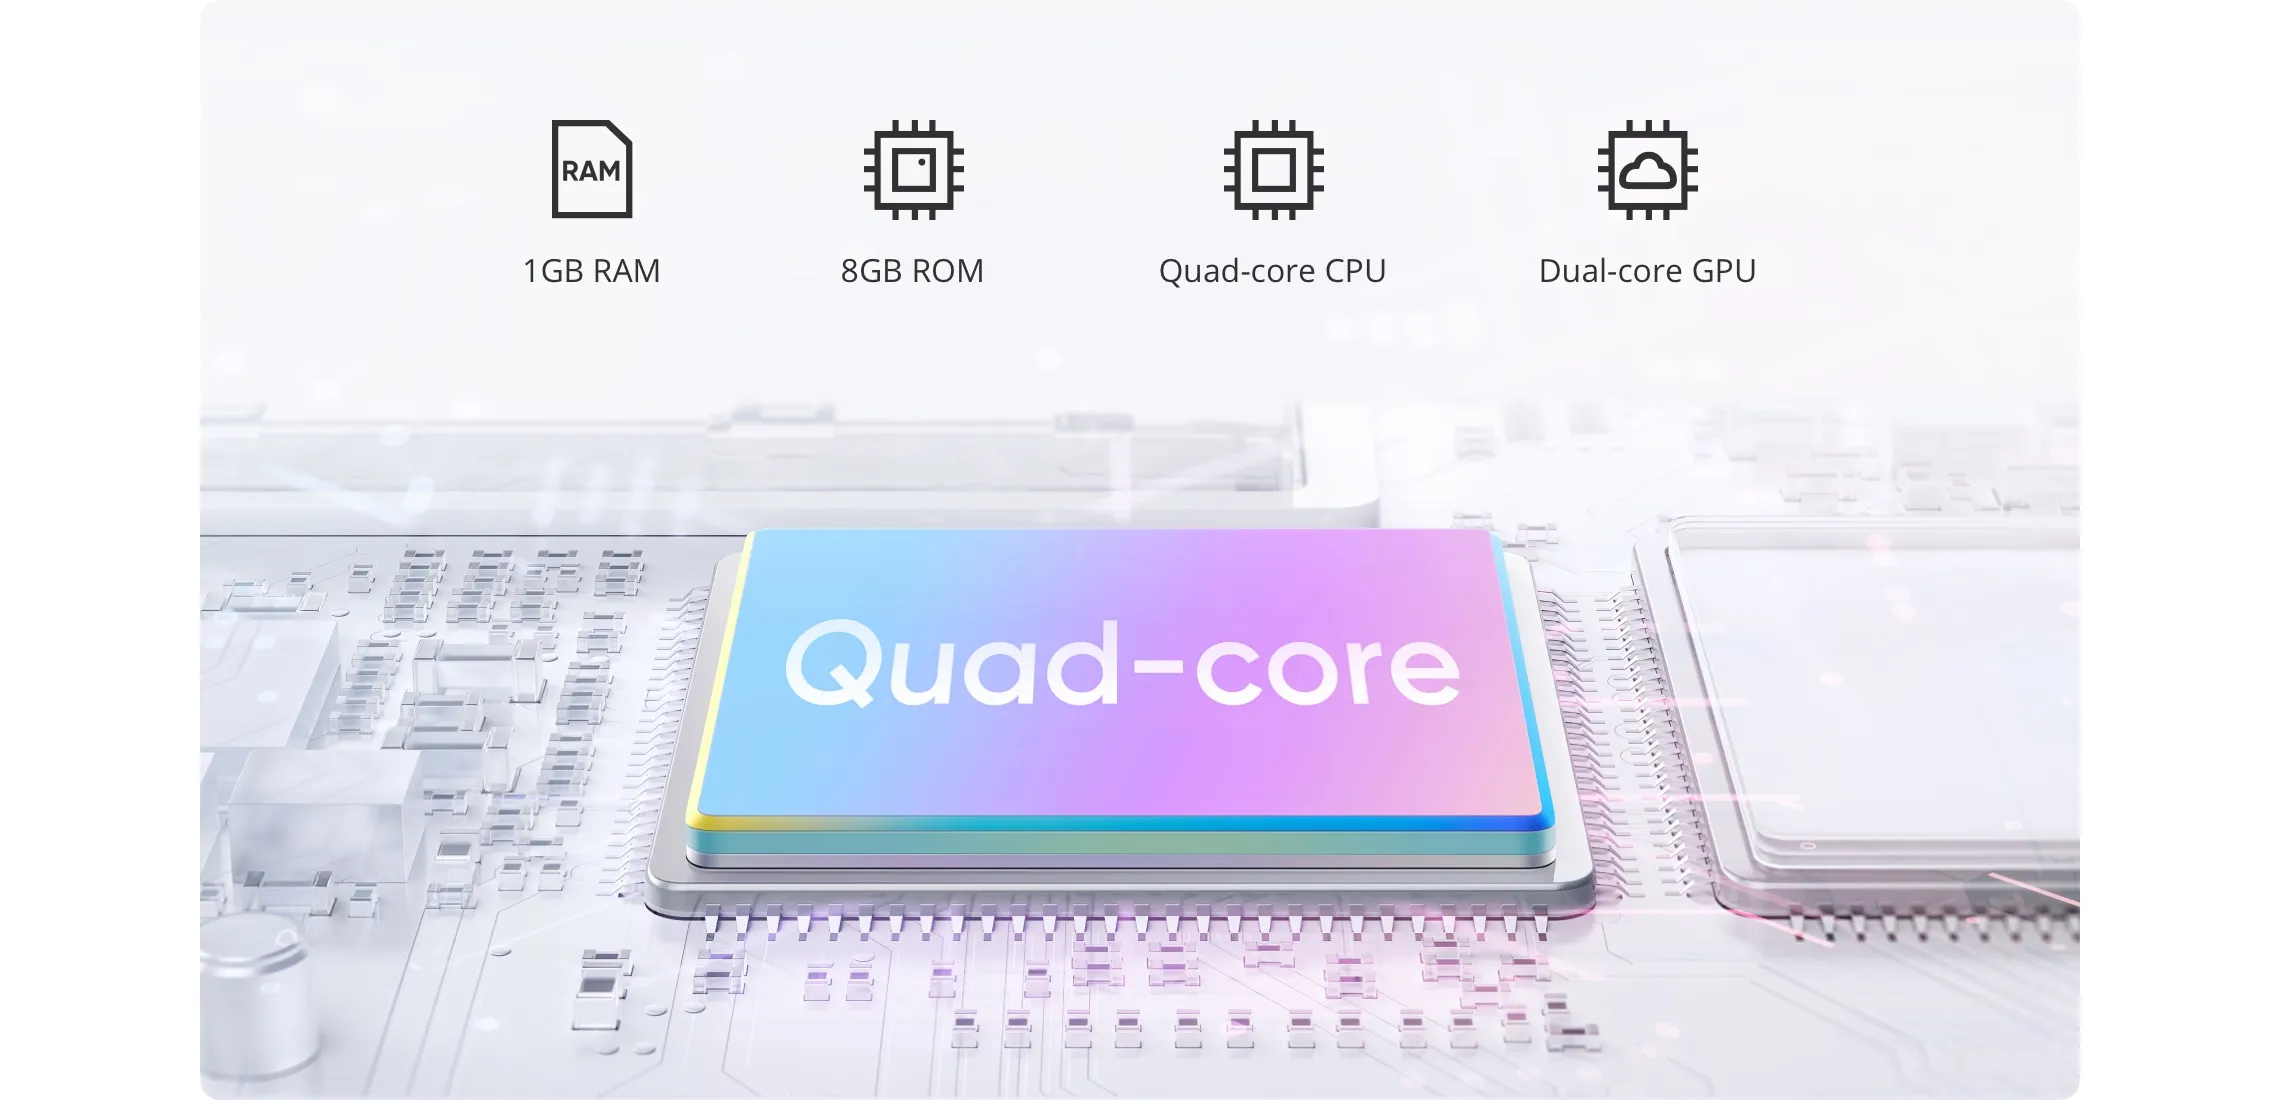 RAM
1GB RAM
8GB ROM
Quad-core CPU
Dual-core GPU
Quad-core